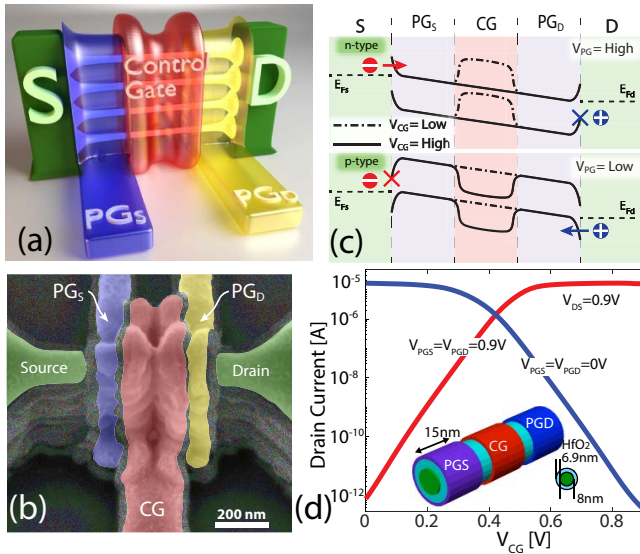 S
Control
Gate
D
PGS
PGD
(a)
PGS
PGD
Source
Drain
CG
200 nm
(b)
S
PGS
CG
PGD
D
n-type
VPG= High
EFs
EFd
VCG= Low
VCG= High
p-type
VPG= Low
EFs
EFd
(c)
10-5
10-6
10-8
10-10
10-12
Drain Current [A]
VDS=0.9V
VPGS=VPGD=0.9V
VPGS=VPGD=0V
15nm
PGS
CG
PGD
HfO2
6.9nm
8nm
0
0.2
0.4
0.6
0.8
VCG [V]
(d)